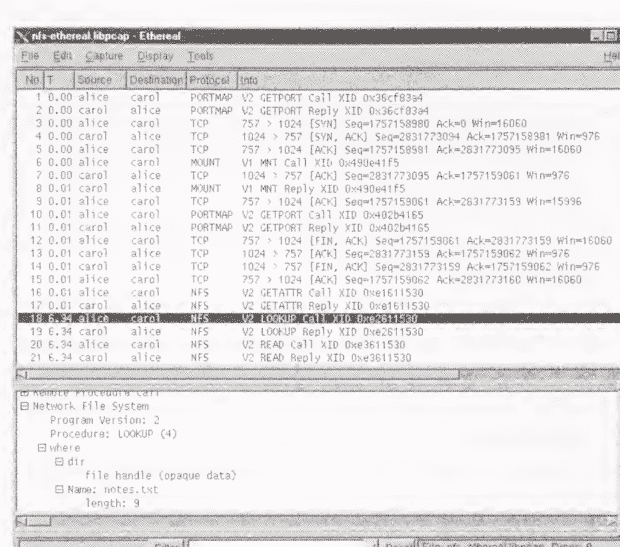 nfs-ethereal.libpcap - Ethereal
File Edit Capture Display Tools Hel
No. T Source Destination Protocol Info
1 0.00 alice carol PORTMAP V2 GETPORT Call XID 0x36cf83a4
2 0.00 carol alice PORTMAP V2 GETPORT Reply XID 0x36cf83a4
3 0.00 alice carol TCP 757 > 1024 [SYN] Seq=1757158980 Ack=0 Win=16060
4 0.00 carol alice TCP 1024 > 757 [SYN, ACK] Seq=2831773094 Ack=1757158981 Win=976
5 0.00 alice carol TCP 757 > 1024 [ACK] Seq=1757158981 Ack=2831773095 Win=16060
6 0.00 alice carol MOUNT V1 MNT Call XID 0x490e41f5
7 0.00 carol alice TCP 1024 > 757 [ACK] Seq=2831773095 Ack=1757159061 Win=976
8 0.01 carol alice MOUNT V1 MNT Reply XID 0x490e41f5
9 0.01 alice carol TCP 757 > 1024 [ACK] Seq=1757159061 Ack=2831773159 Win=15996
10 0.01 alice carol PORTMAP V2 GETPORT Call XID 0x402b4165
11 0.01 carol alice PORTMAP V2 GETPORT Reply XID 0x402b4165
12 0.01 alice carol TCP 757 > 1024 [FIN, ACK] Seq=1757159061 Ack=2831773159 Win=16060
13 0.01 carol alice TCP 1024 > 757 [ACK] Seq=2831773159 Ack=1757159062 Win=976
14 0.01 carol alice TCP 1024 > 757 [FIN, ACK] Seq=2831773159 Ack=1757159062 Win=976
15 0.01 alice carol TCP 757 > 1024 [ACK] Seq=1757159062 Ack=2831773160 Win=16060
16 0.01 alice carol NFS V2 GETATTR Call XID 0xe1611530
17 0.01 carol alice NFS V2 GETATTR Reply XID 0xe1611530
18 6.34 alice carol NFS V2 LOOKUP Call XID 0xe2611530
19 6.34 carol alice NFS V2 LOOKUP Reply XID 0xe2611530
20 6.34 alice carol NFS V2 READ Call XID 0xe3611530
21 6.34 carol alice NFS V2 READ Reply XID 0xe3611530
Remote Procedure Call
Network File System
Program Version: 2
Procedure: LOOKUP (4)
where
dir
file handle (opaque data)
Name: notes.txt
length: 9